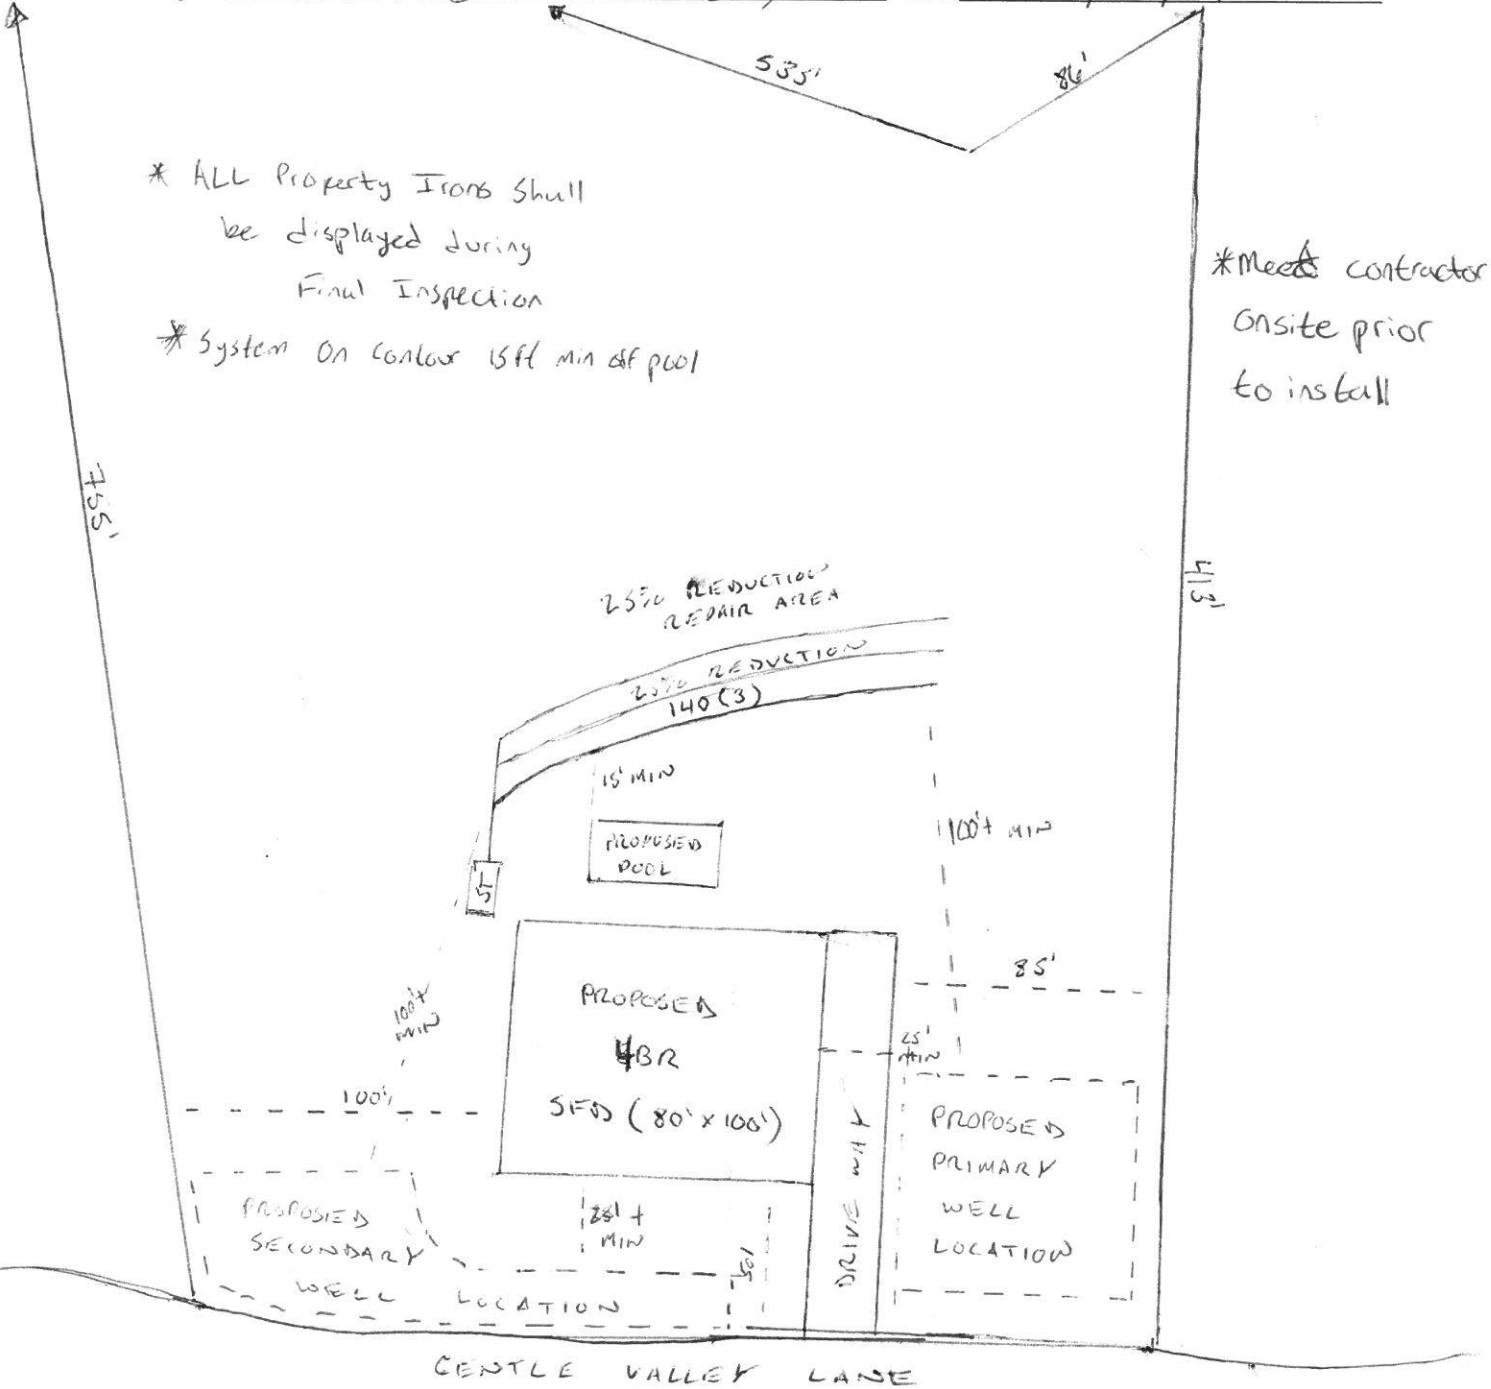 535'
86'
* ALL Property Irons Shall
be displayed during
Final Inspection
* System On Contour 15ft min off pool
* Meet contractor
Onsite prior
to install
755'
413'
25% REDUCTION
REPAIR AREA
25% REDUCTION
140 (3)
15' MIN
PROPOSED
POOL
ST
100'+ MIN
85'
100'+
MIN
PROPOSED
4BR
SFD (80' x 100')
25'
MIN
100'
DRIVE WAY
PROPOSED
PRIMARY
WELL
LOCATION
PROPOSED
SECONDARY
WELL LOCATION
25'+
MIN
105'
CENTLE VALLEY LANE